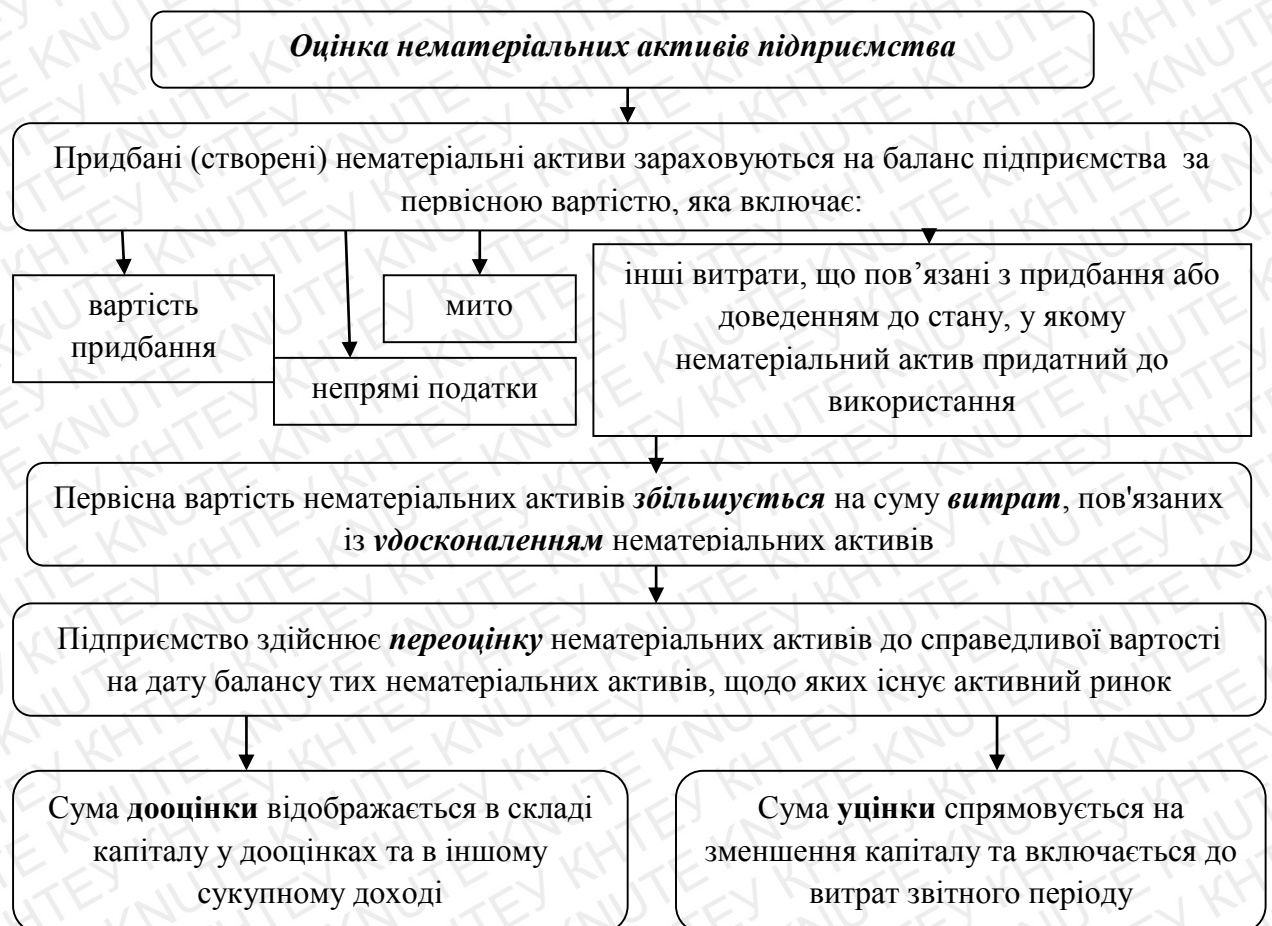 Оцінка нематеріальних активів підприємства
Придбані (створені) нематеріальні активи зараховуються на баланс підприємства за
первісною вартістю, яка включає:
вартість
придбання
непрямі податки
мито
інші витрати, що пов’язані з придбання або
доведенням до стану, у якому
нематеріальний актив придатний до
використання
Первісна вартість нематеріальних активів збільшується на суму витрат, пов'язаних
із удосконаленням нематеріальних активів
Підприємство здійснює переоцінку нематеріальних активів до справедливої вартості
на дату балансу тих нематеріальних активів, щодо яких існує активний ринок
Сума дооцінки відображається в складі
капіталу у дооцінках та в іншому
сукупному доході
Сума уцінки спрямовується на
зменшення капіталу та включається до
витрат звітного періоду